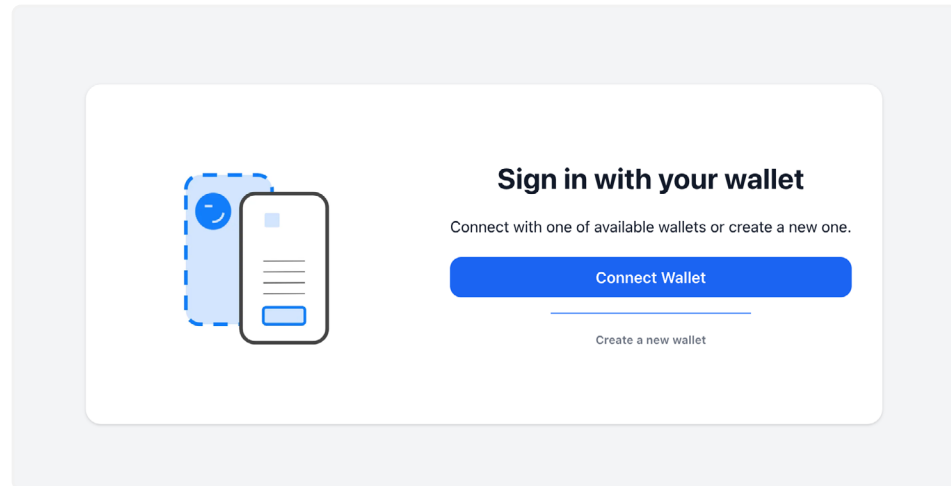 Sign in with your wallet
Connect with one of available wallets or create a new one.
Connect Wallet
Create a new wallet